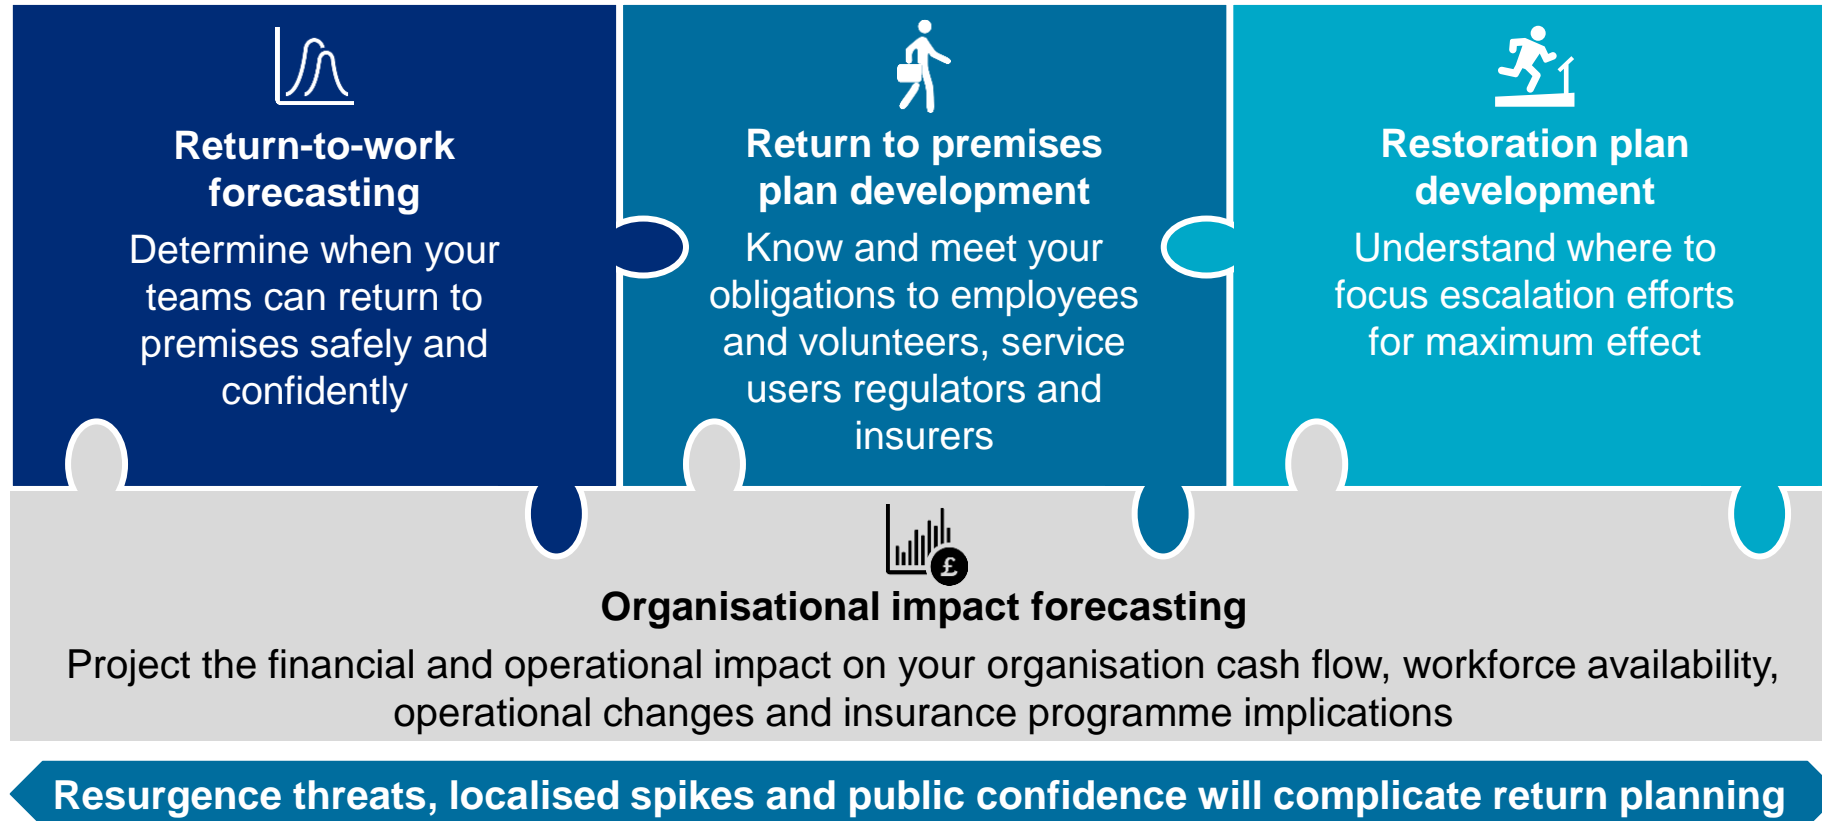 Return-to-work
forecasting
Determine when your
teams can return to
premises safely and
confidently
Return to premises
plan development
Know and meet your
obligations to employees
and volunteers, service
users regulators and
insurers
Restoration plan
development
Understand where to
focus escalation efforts
for maximum effect
£
Organisational impact forecasting
Project the financial and operational impact on your organisation cash flow, workforce availability,
operational changes and insurance programme implications
Resurgence threats, localised spikes and public confidence will complicate return planning